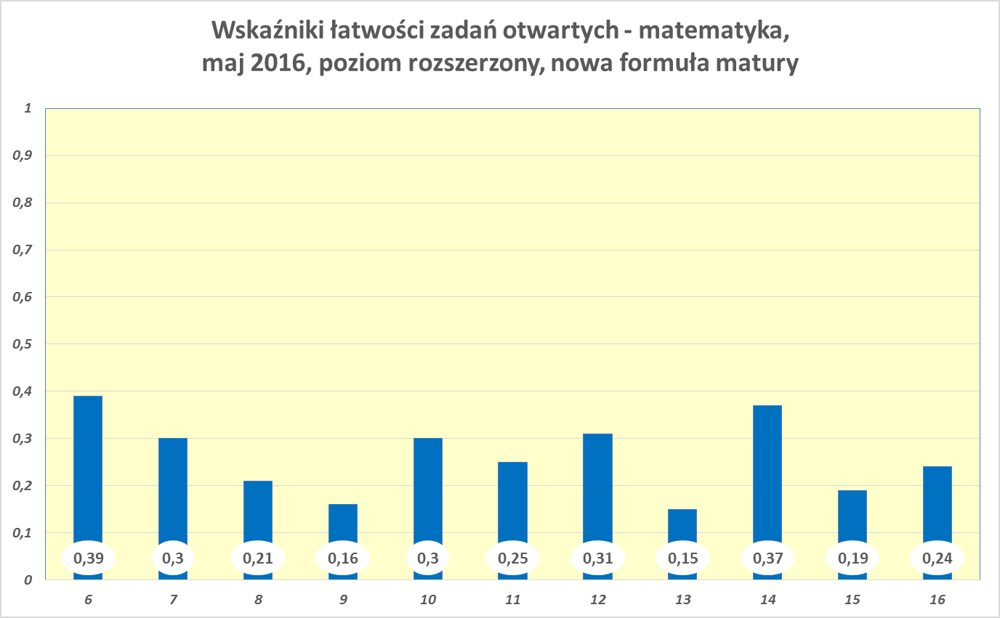 Wskaźniki łatwości zadań otwartych - matematyka,
maj 2016, poziom rozszerzony, nowa formuła matury
1
0,9
0,8
0,7
0,6
0,5
0,4
0,3
0,2
0,1
0
0,39 0,3 0,21 0,16 0,3 0,25 0,31 0,15 0,37 0,19 0,24
6 7 8 9 10 11 12 13 14 15 16